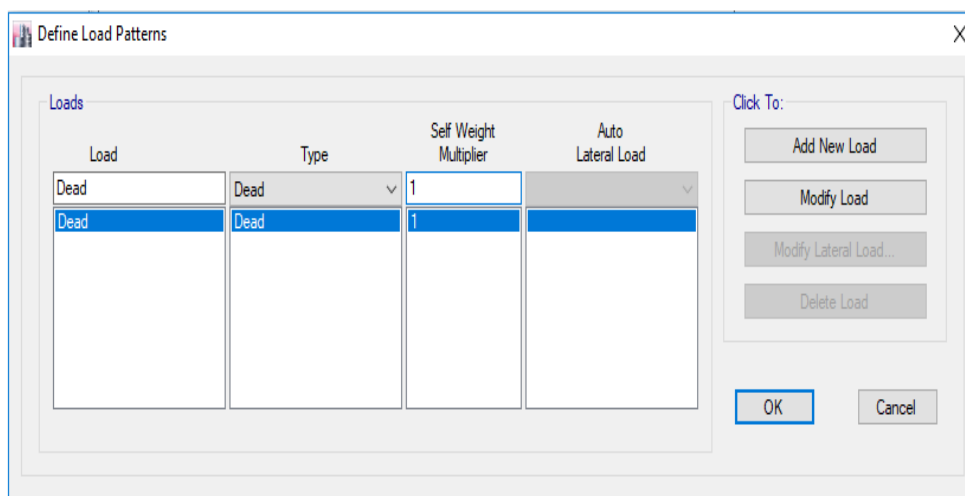 Define Load Patterns
Loads
Click To:
Load
Type
Self Weight
Multiplier
Auto
Lateral Load
Dead
Dead
1
Dead
Dead
1
Add New Load
Modify Load
Modify Lateral Load...
Delete Load
OK
Cancel